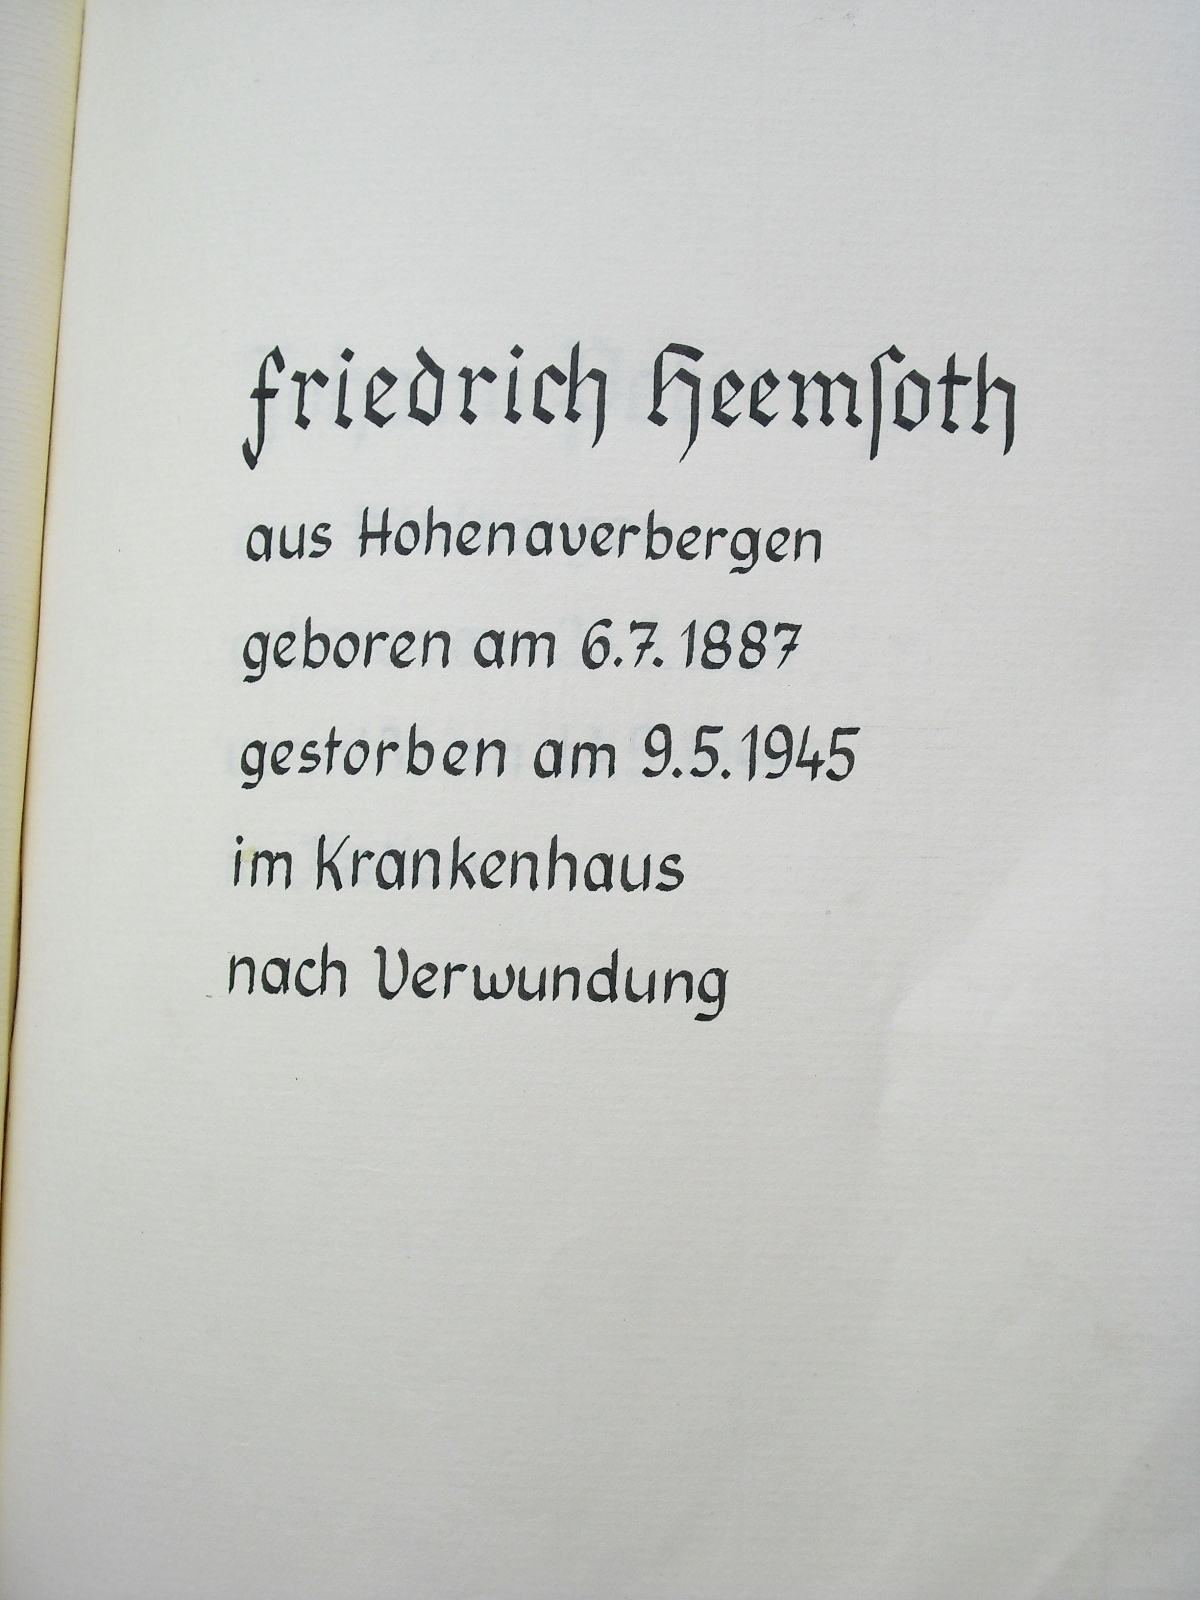 Friedrich Heemſoth
aus Hohenaverbergen
geboren am 6.7.1887
gestorben am 9.5.1945
im Krankenhaus
nach Verwundung